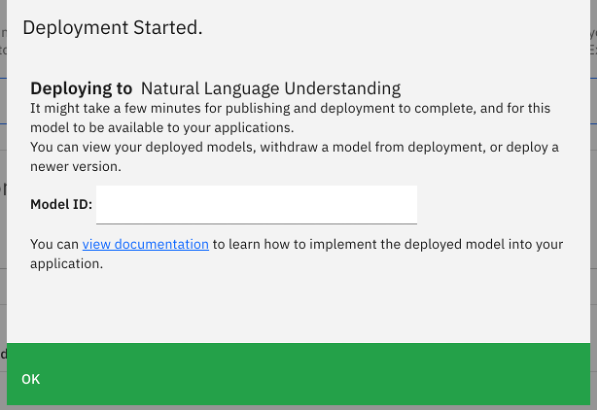 Deployment Started.
Deploying to Natural Language Understanding
It might take a few minutes for publishing and deployment to complete, and for this
model to be available to your applications.
You can view your deployed models, withdraw a model from deployment, or deploy a
newer version.
Model ID:
You can view documentation to learn how to implement the deployed model into your
application.
OK